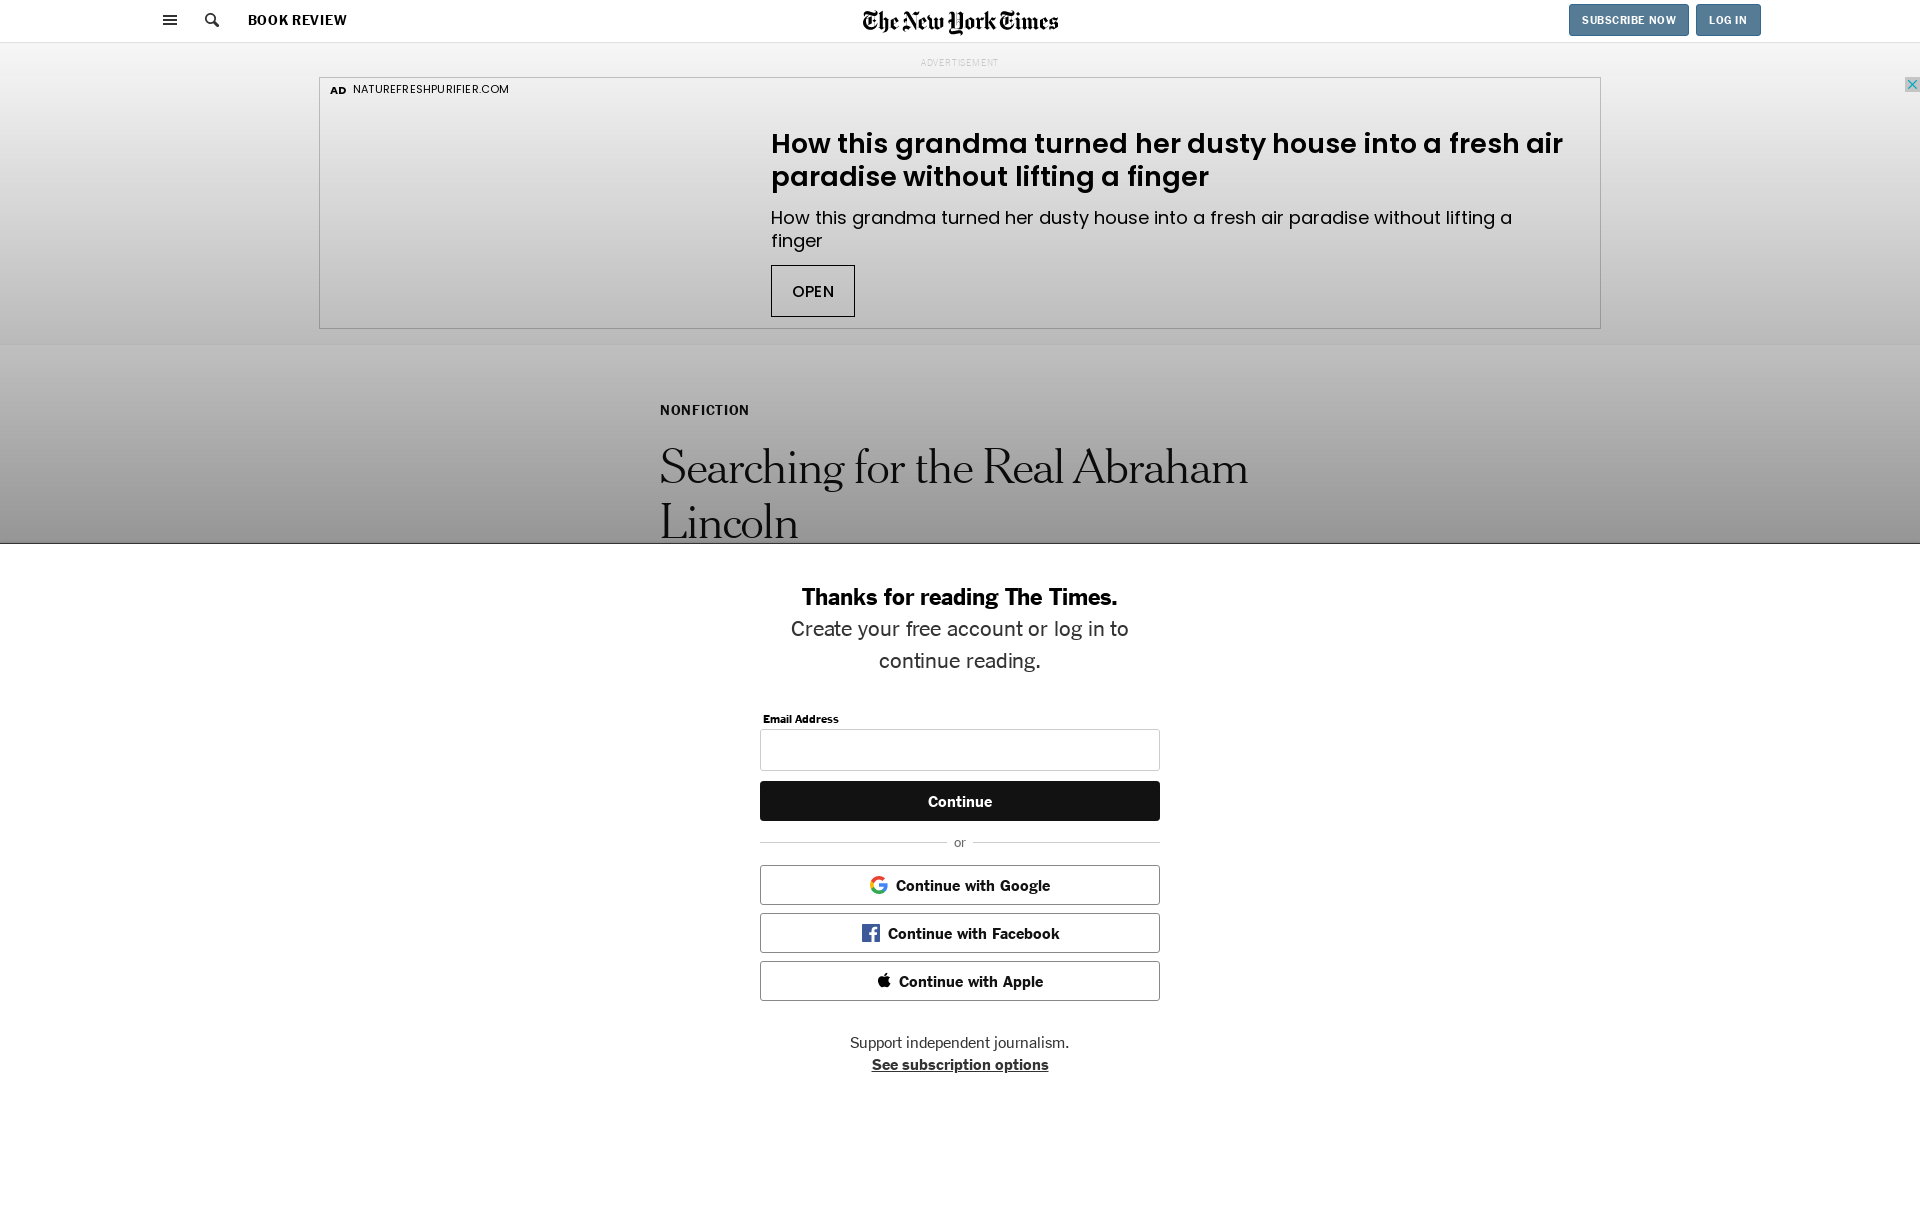 BOOK REVIEW
The New York Times
SUBSCRIBE NOW
LOG IN
ADVERTISEMENT
AD NATUREFRESHPURIFIER.COM
How this grandma turned her dusty house into a fresh air
paradise without lifting a finger
How this grandma turned her dusty house into a fresh air paradise without lifting a
finger
OPEN
NONFICTION
Searching for the Real Abraham
Lincoln
Thanks for reading The Times.
Create your free account or log in to
continue reading.
Email Address
Continue
or
Continue with Google
Continue with Facebook
Continue with Apple
Support independent journalism.
See subscription options